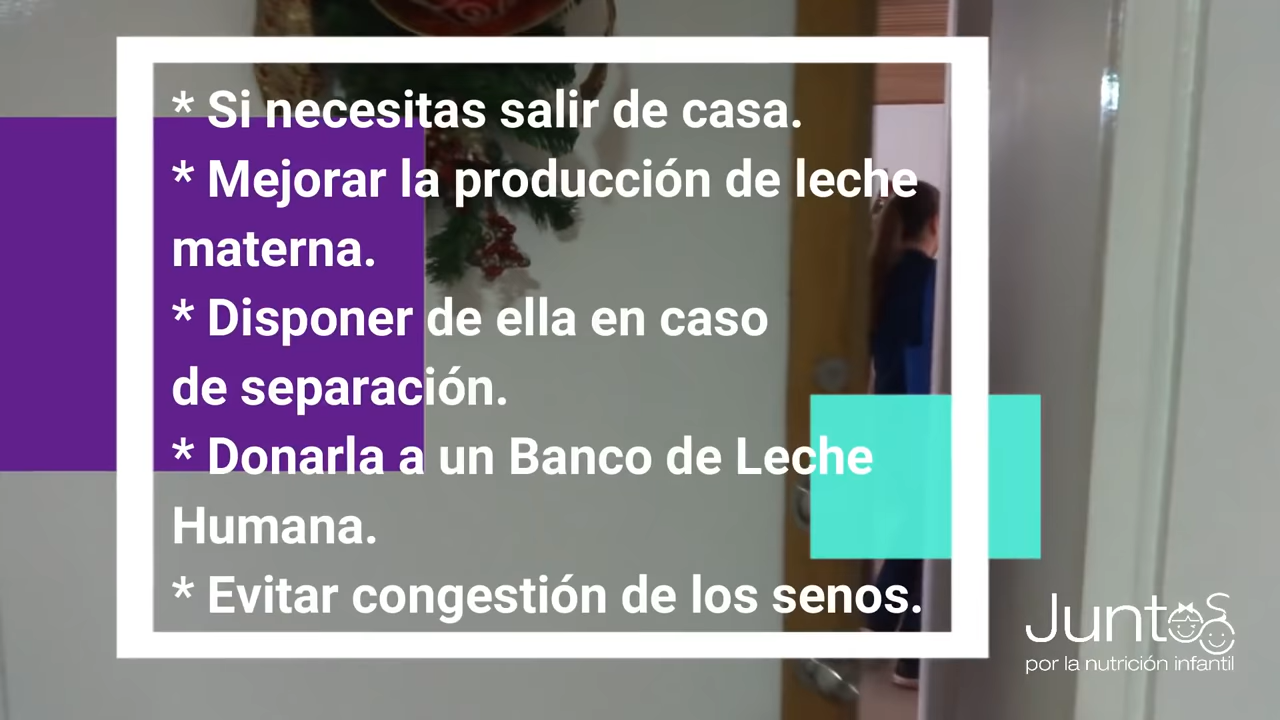 * Si necesitas salir de casa.
* Mejorar la producción de leche
materna.
* Disponer de ella en caso
de separación.
* Donarla a un Banco de Leche
Humana.
* Evitar congestión de los senos.
Juntos
por la nutrición infantil